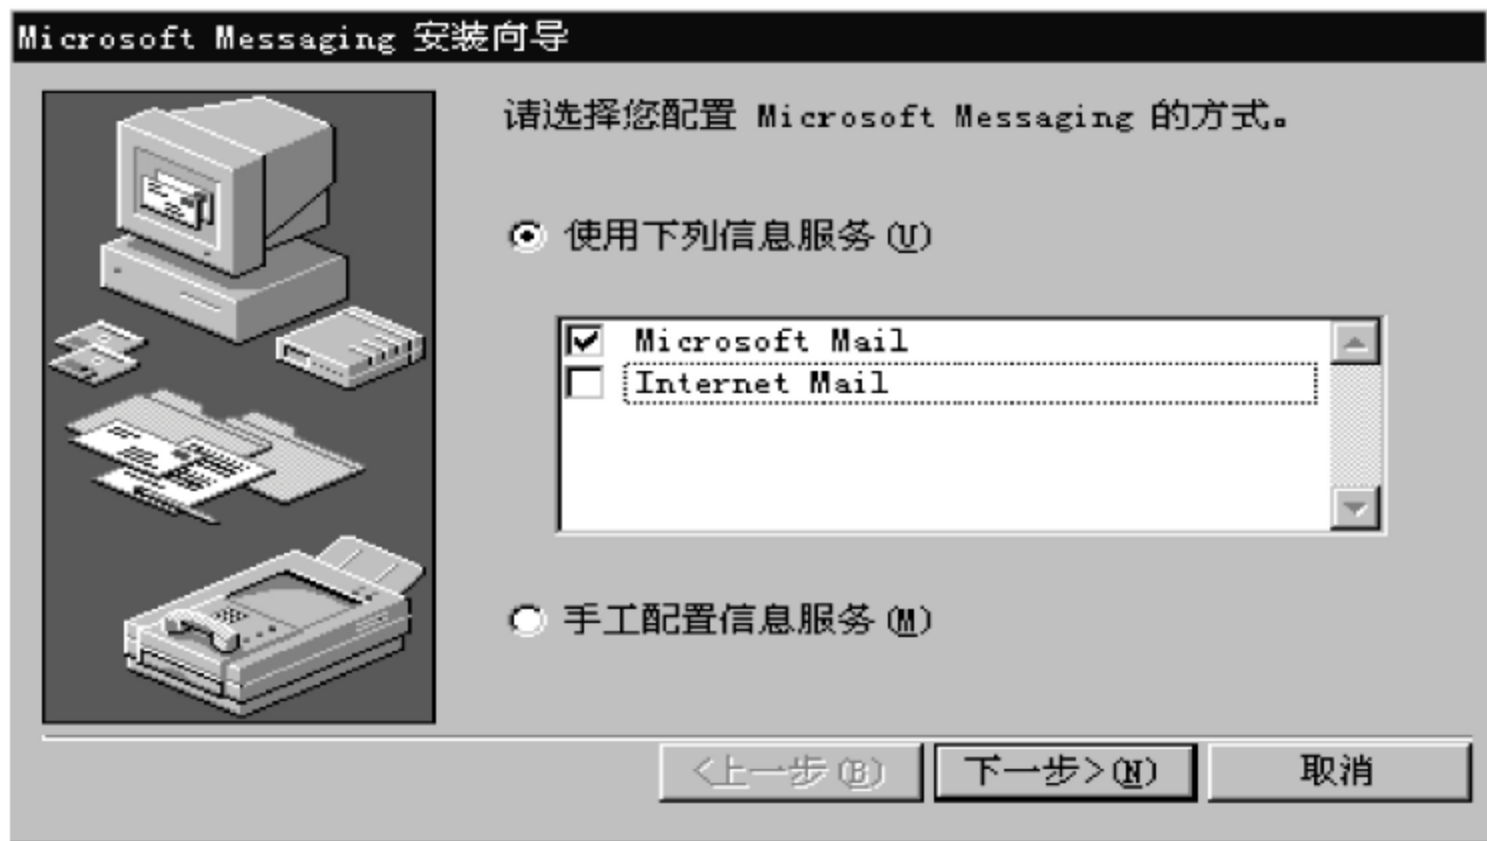 Microsoft Messaging 安装向导
请选择您配置 Microsoft Messaging 的方式。
使用下列信息服务(U)
Microsoft Mail
Internet Mail
手工配置信息服务(M)
<上一步(B)
下一步>(N)
取消